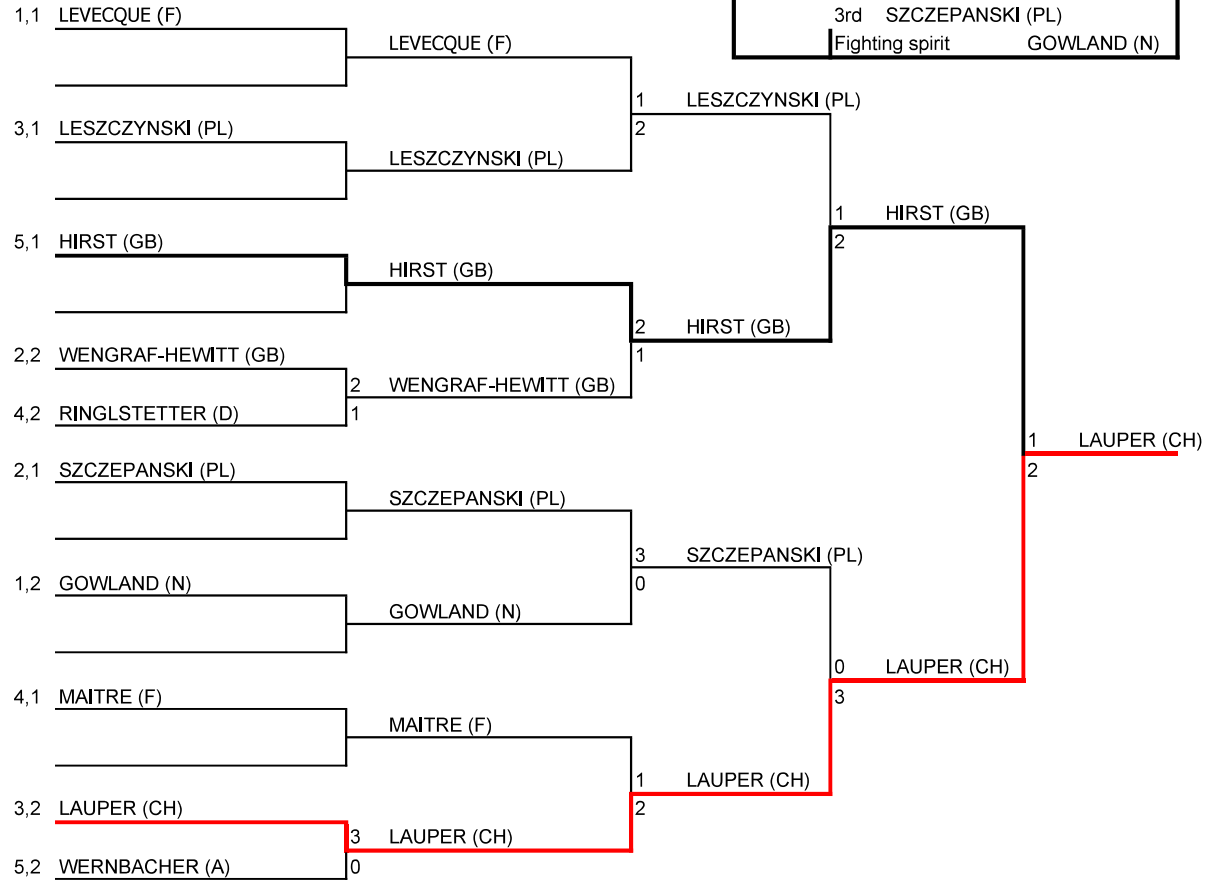 1,1 LEVECQUE (F)
3rd SZCZEPANSKI (PL)
LEVECQUE (F)
Fighting spirit GOWLAND (N)
1 LESZCZYNSKI (PL)
3,1 LESZCZYNSKI (PL)
2
LESZCZYNSKI (PL)
1 HIRST (GB)
5,1 HIRST (GB)
2
HIRST (GB)
2 HIRST (GB)
2,2 WENGRAF-HEWITT (GB)
1
2 WENGRAF-HEWITT (GB)
4,2 RINGLSTETTER (D)
1
1 LAUPER (CH)
2,1 SZCZEPANSKI (PL)
2
SZCZEPANSKI (PL)
3 SZCZEPANSKI (PL)
1,2 GOWLAND (N)
0
GOWLAND (N)
0 LAUPER (CH)
4,1 MAITRE (F)
3
MAITRE (F)
1 LAUPER (CH)
3,2 LAUPER (CH)
2
3 LAUPER (CH)
5,2 WERNBACHER (A)
0